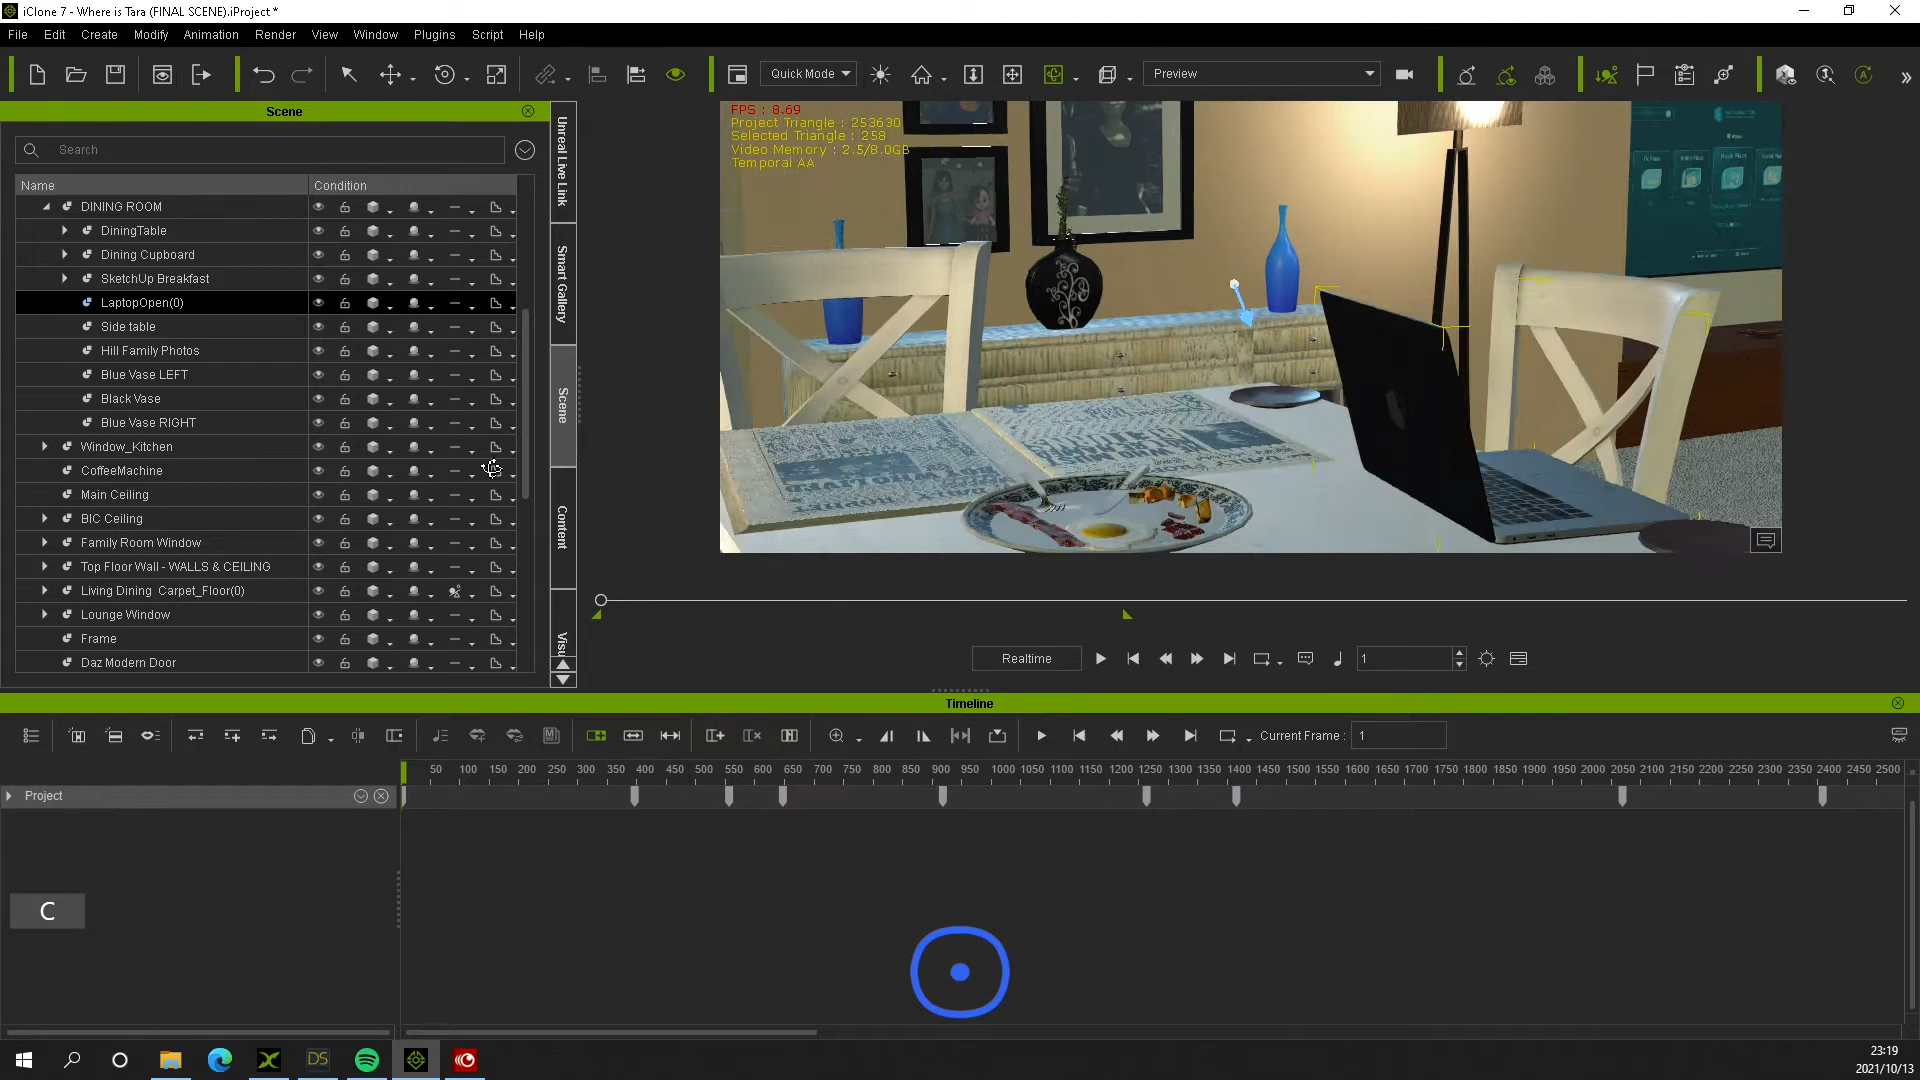 iClone 7 - Where is Tara (FINAL SCENE).iProject *
File Edit Create Modify Animation Render View Window Plugins Script Help
Quick Mode
Preview
Scene
Search
Name Condition
DINING ROOM
DiningTable
Dining Cupboard
SketchUp Breakfast
LaptopOpen(0)
Side table
Hill Family Photos
Blue Vase LEFT
Black Vase
Blue Vase RIGHT
Window_Kitchen
CoffeeMachine
Main Ceiling
BIC Ceiling
Family Room Window
Top Floor Wall - WALLS & CEILING
Living Dining Carpet_Floor(0)
Lounge Window
Frame
Daz Modern Door
Unreal Live Link
Smart Gallery
Scene
Content
Visu
FPS : 8.69
Project Triangle : 253630
Selected Triangle : 258
Video Memory : 2.5/8.0GB
Temporal AA
Realtime
1
Timeline
Current Frame : 1
50 100 150 200 250 300 350 400 450 500 550 600 650 700 750 800 850 900 950 1000 1050 1100 1150 1200 1250 1300 1350 1400 1450 1500 1550 1600 1650 1700 1750 1800 1850 1900 1950 2000 2050 2100 2150 2200 2250 2300 2350 2400 2450 2500
Project
C
DS
23:19
2021/10/13